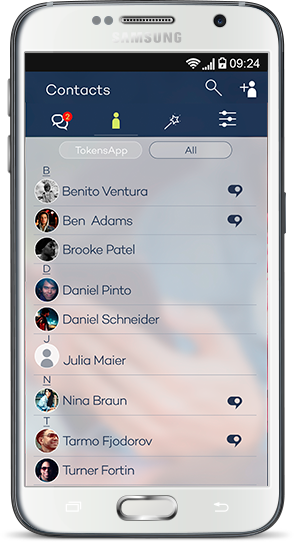 SAMSUNG
09:24
Contacts
2
TokensApp All
B
Benito Ventura
Ben Adams
Brooke Patel
D
Daniel Pinto
Daniel Schneider
J
Julia Maier
N
Nina Braun
T
Tarmo Fjodorov
Turner Fortin